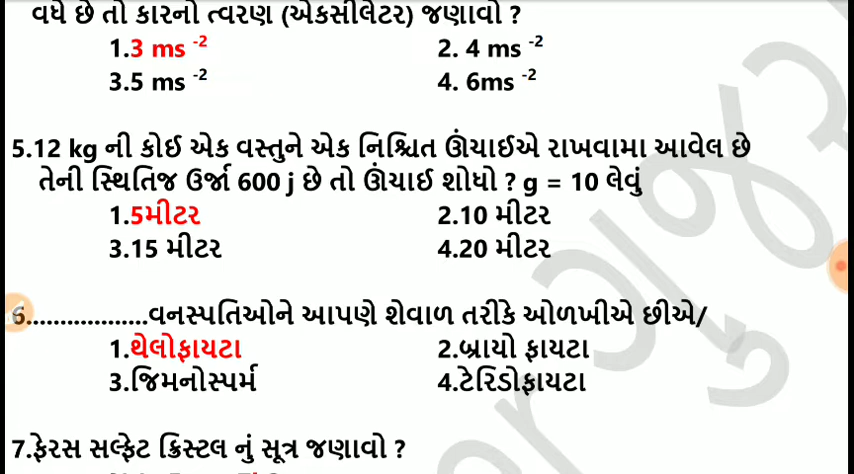 વધે છે તો કારનો ત્વરણ (એકસીલેટર) જણાવો ?
1.3 ms -2 2. 4 ms -2
3.5 ms -2 4. 6ms -2
5.12 kg ની કોઈ એક વસ્તુને એક નિશ્ચિત ઊંચાઈએ રાખવામા આવેલ છે
તેની સ્થિતિજ ઉર્જા 600 j છે તો ઊંચાઈ શોધો ? g = 10 લેવું
1.5મીટર 2.10 મીટર
3.15 મીટર 4.20 મીટર
6..................વનસ્પતિઓને આપણે શેવાળ તરીકે ઓળખીએ છીએ/
1.થેલોફાયટા 2.બ્રાયો ફાયટા
3.જિમનોસ્પર્મ 4.ટેરિડોફાયટા
7.ફેરસ સલ્ફેટ ક્રિસ્ટલ નું સૂત્ર જણાવો ?